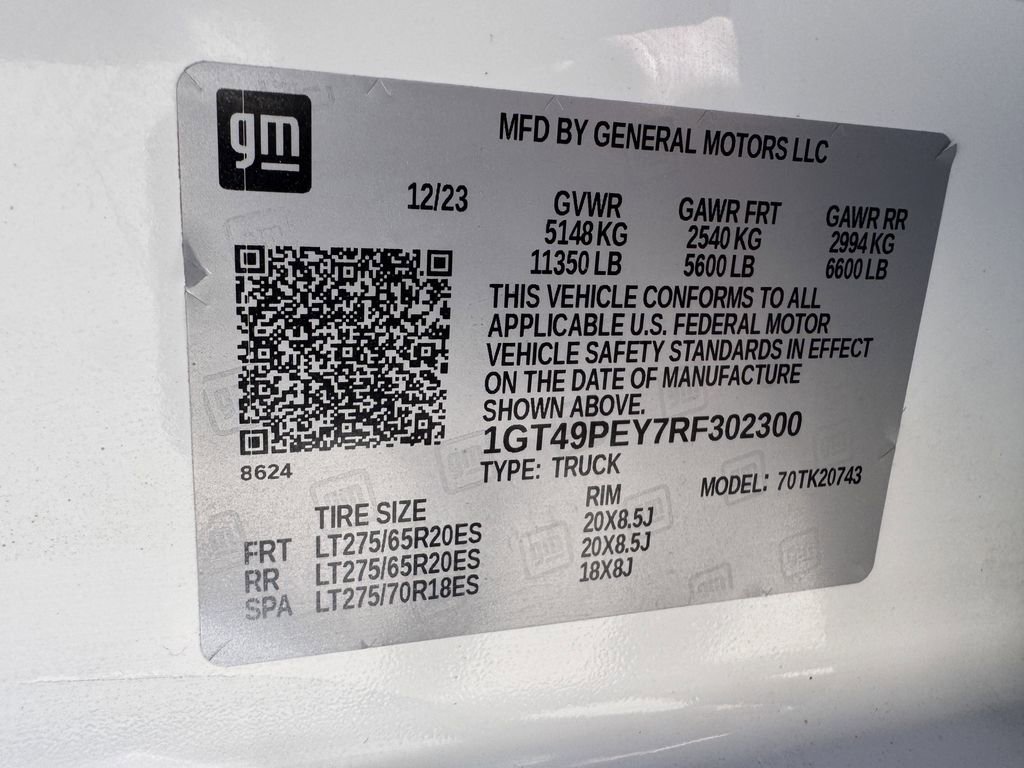 gm
MFD BY GENERAL MOTORS LLC
12/23
GVWR GAWR FRT GAWR RR
5148 KG 2540 KG 2994 KG
11350 LB 5600 LB 6600 LB
THIS VEHICLE CONFORMS TO ALL
APPLICABLE U.S. FEDERAL MOTOR
VEHICLE SAFETY STANDARDS IN EFFECT
ON THE DATE OF MANUFACTURE
SHOWN ABOVE.
1GT49PEY7RF302300
8624
TYPE: TRUCK MODEL: 70TK20743
TIRE SIZE RIM
FRT LT275/65R20ES 20X8.5J
RR LT275/65R20ES 20X8.5J
SPA LT275/70R18ES 18X8J